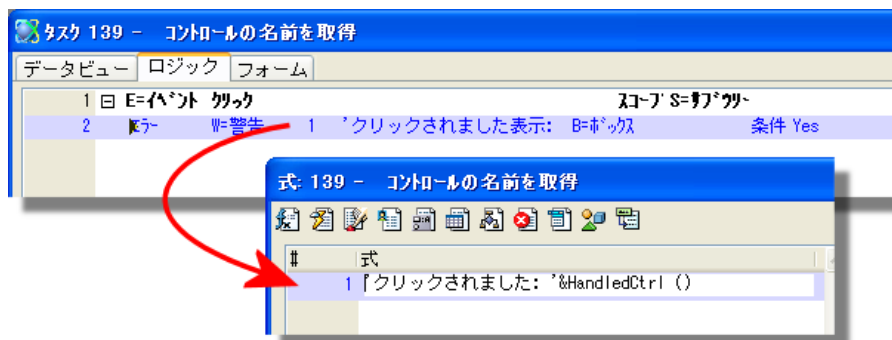 タスク 139 - コントロールの名前を取得
データビュー ロジック フォーム
1 E=ｲﾍﾞﾝﾄ ｸﾘｯｸ ｽｺｰﾌﾟ S=ｻﾌﾞﾂﾘｰ
2 ｴﾗｰ W=警告 1 'クリックされました表示: B=ﾎﾞｯｸｽ 条件 Yes
式: 139 - コントロールの名前を取得
# 式
1 'クリックされました: '&HandledCtrl ()